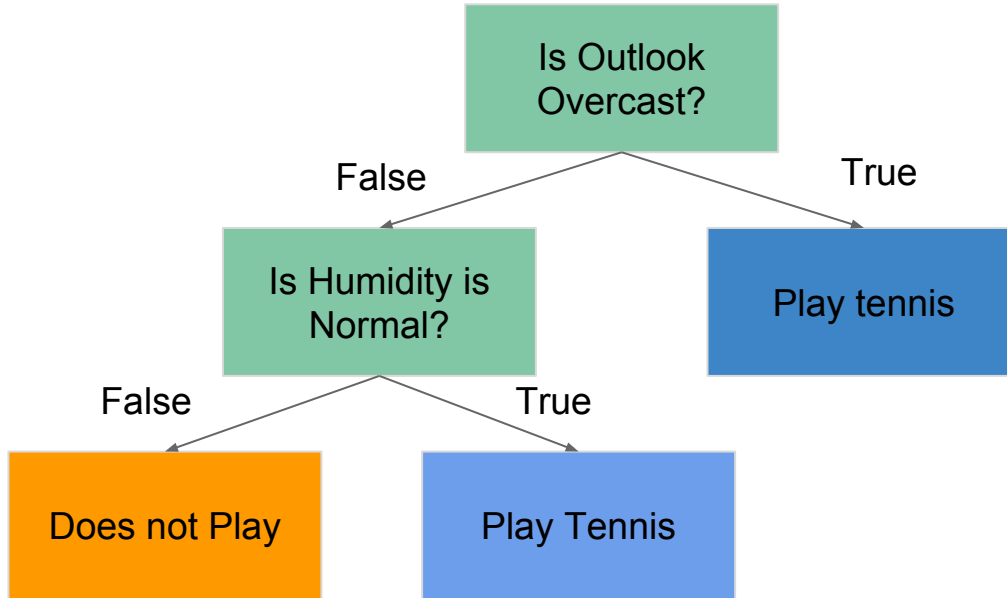 Is Outlook
Overcast?
False
True
Is Humidity is
Normal?
Play tennis
False
True
Does not Play
Play Tennis